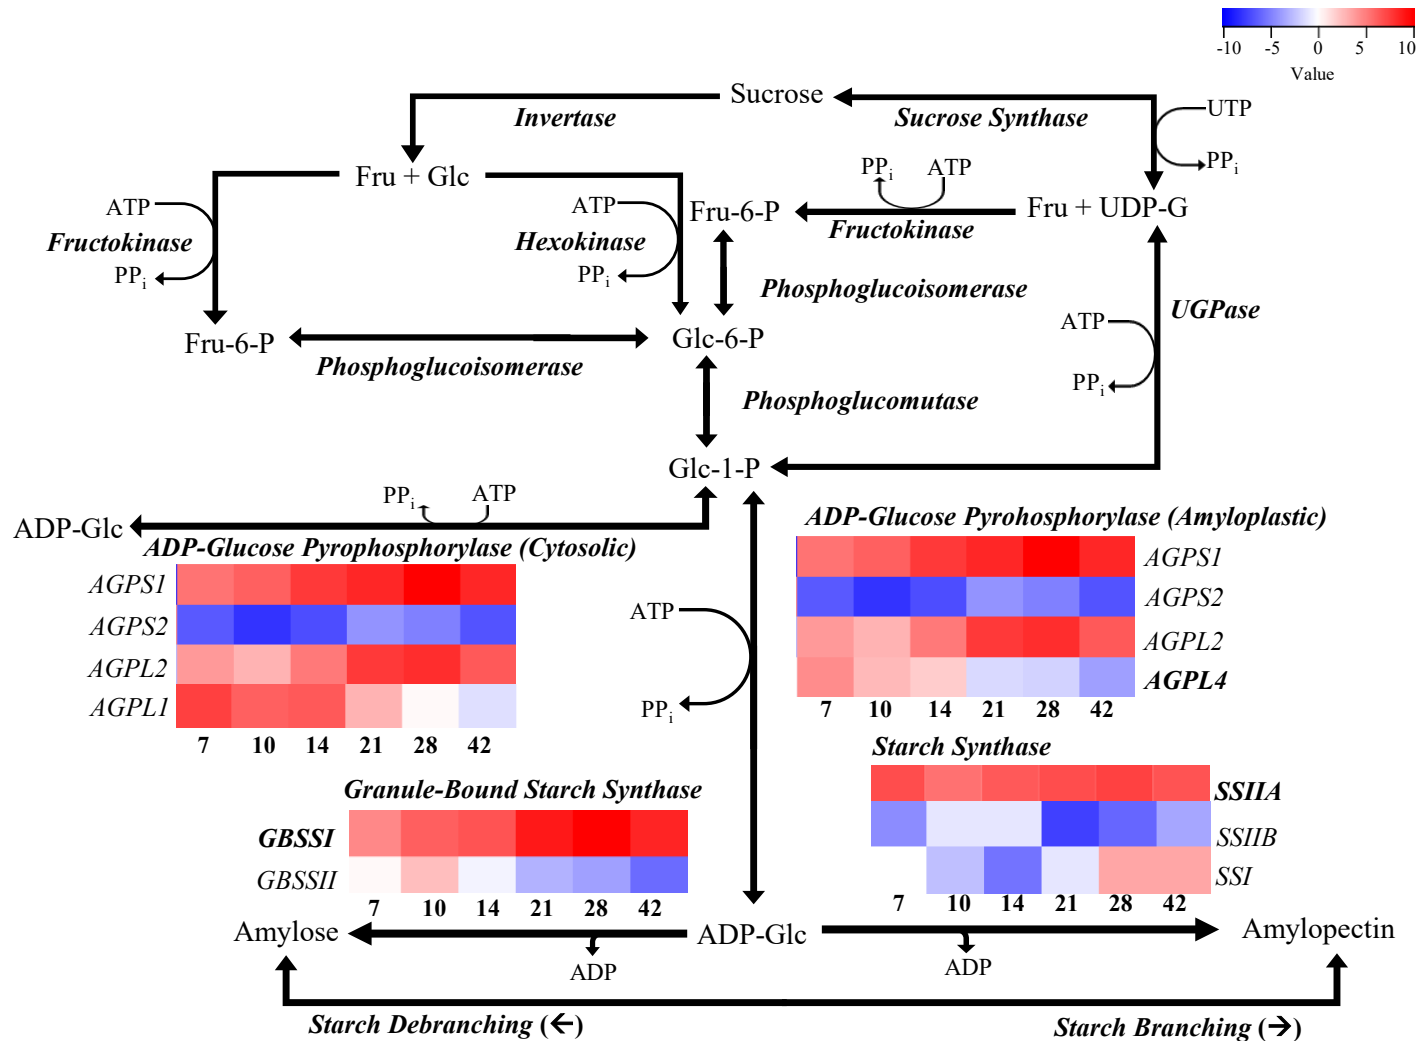 -10 -5 0 5 10
Value
Sucrose
Invertase
Sucrose Synthase
UTP
PPi
Fru + Glc
PPi ATP
ATP
Fructokinase
PPi
ATP
Hexokinase
PPi
Fru-6-P
Fructokinase
Fru + UDP-G
Phosphoglucoisomerase
UGPase
ATP
PPi
Fru-6-P
Glc-6-P
Phosphoglucoisomerase
Phosphoglucomutase
Glc-1-P
PPi ATP
ADP-Glc
ADP-Glucose Pyrophosphorylase (Cytosolic)
AGPS1
AGPS2
AGPL2
AGPL1
7 10 14 21 28 42
ATP
PPi
ADP-Glucose Pyrohosphorylase (Amyloplastic)
AGPS1
AGPS2
AGPL2
AGPL4
7 10 14 21 28 42
Granule-Bound Starch Synthase
GBSSI
GBSSII
7 10 14 21 28 42
Starch Synthase
SSIIA
SSIIB
SSI
7 10 14 21 28 42
Amylose
ADP-Glc
Amylopectin
ADP
ADP
Starch Debranching (←)
Starch Branching (→)